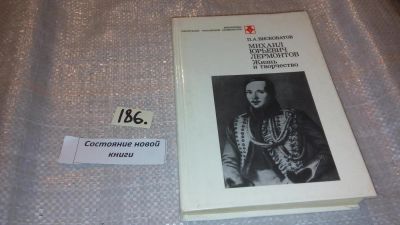 186.
Состояние новой
книги
П.А.ВИСКОВАТОВ
МИХАИЛ
ЮРЬЕВИЧ
ЛЕРМОНТОВ
Жизнь
и творчество